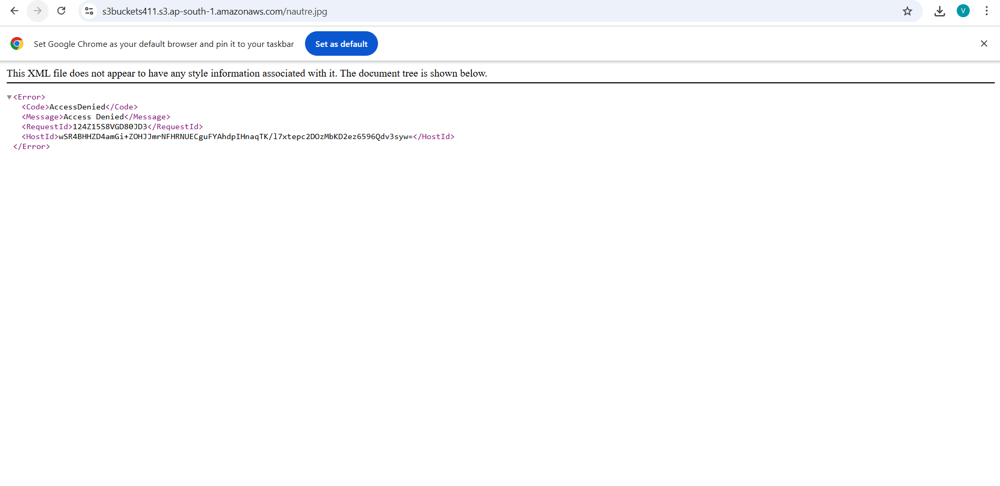 s3buckets411.s3.ap-south-1.amazonaws.com/nautre.jpg
V
Set Google Chrome as your default browser and pin it to your taskbar
Set as default
This XML file does not appear to have any style information associated with it. The document tree is shown below.
<Error>
<Code>AccessDenied</Code>
<Message>Access Denied</Message>
<RequestId>124Z15S8VGD80JD3</RequestId>
<HostId>wSR4BHHZD4amGi+ZOHJJmrNFHRNUECguFYAhdpIHnaqTK/l7xtepc2DOzMbKD2ez6596Qdv3syw=</HostId>
</Error>